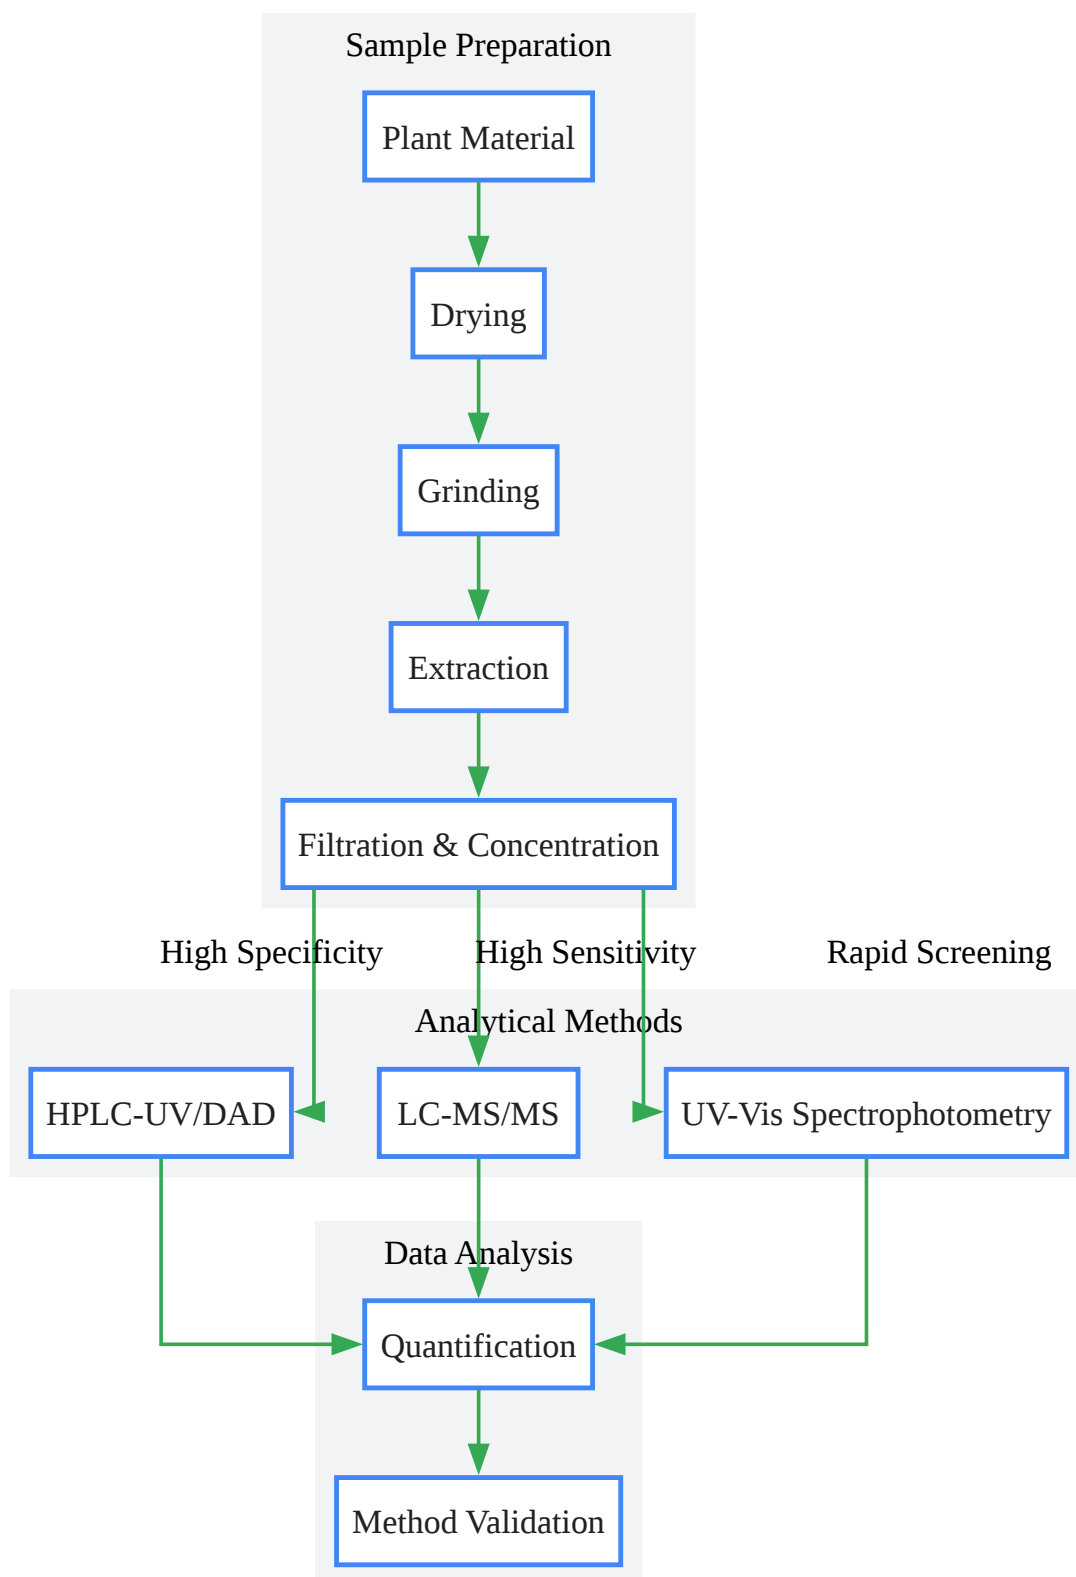 Sample Preparation
Plant Material
Drying
Grinding
Extraction
Filtration & Concentration
High Specificity
High Sensitivity
Rapid Screening
Analytical Methods
HPLC-UV/DAD
LC-MS/MS
UV-Vis Spectrophotometry
Data Analysis
Quantification
Method Validation